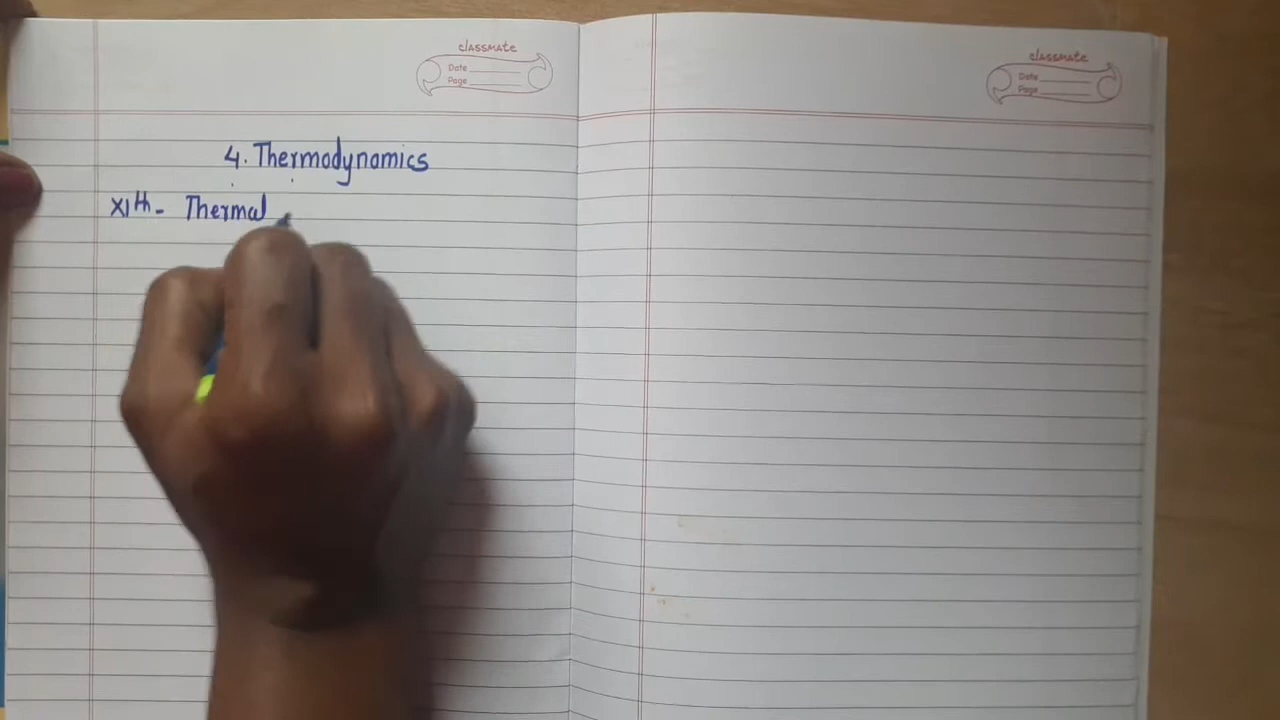 classmate
Date
Page
4. Thermodynamics
XIth - Thermal
classmate
Date
Page